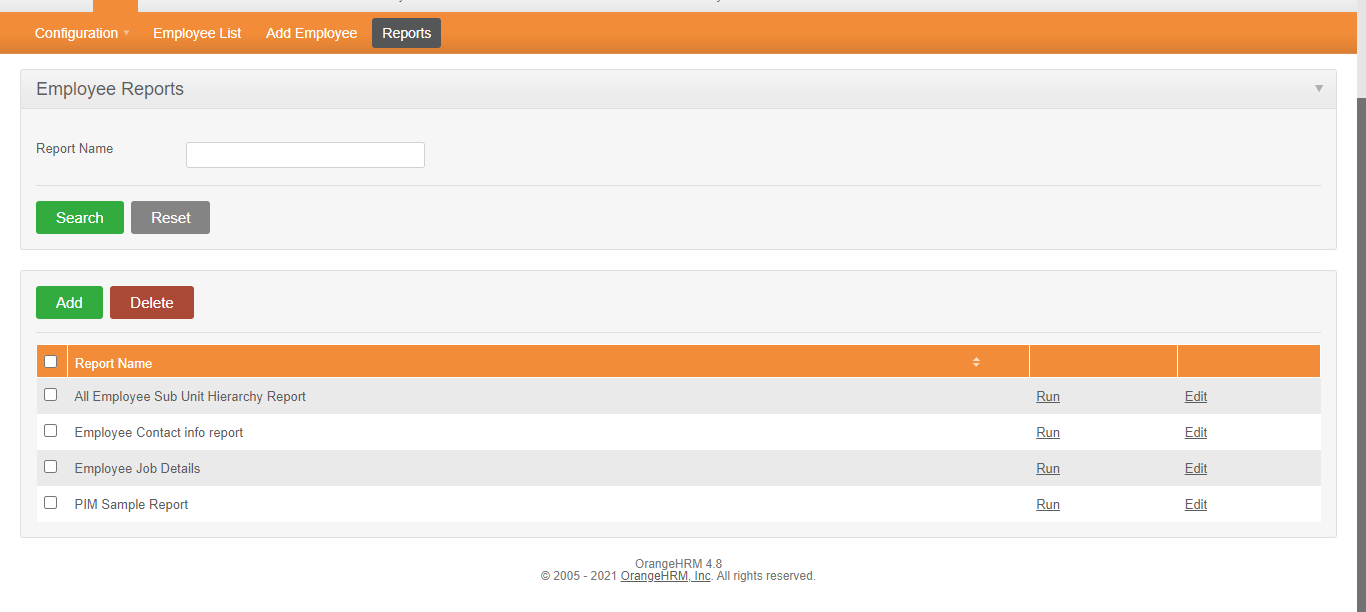 Configuration Employee List Add Employee Reports
Employee Reports
Report Name
Search Reset
Add Delete
Report Name
All Employee Sub Unit Hierarchy Report Run Edit
Employee Contact info report Run Edit
Employee Job Details Run Edit
PIM Sample Report Run Edit
OrangeHRM 4.8
© 2005 - 2021 OrangeHRM, Inc. All rights reserved.